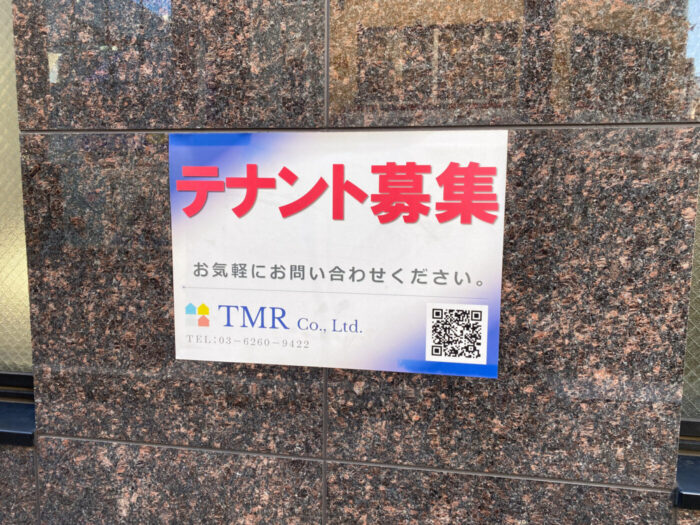 テナント募集
お気軽にお問い合わせください。
TMR Co., Ltd.
TEL:03-6260-9422